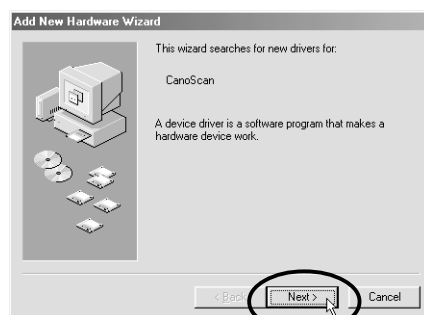 Add New Hardware Wizard
This wizard searches for new drivers for:
CanoScan
A device driver is a software program that makes a
hardware device work.
< Back
Next >
Cancel